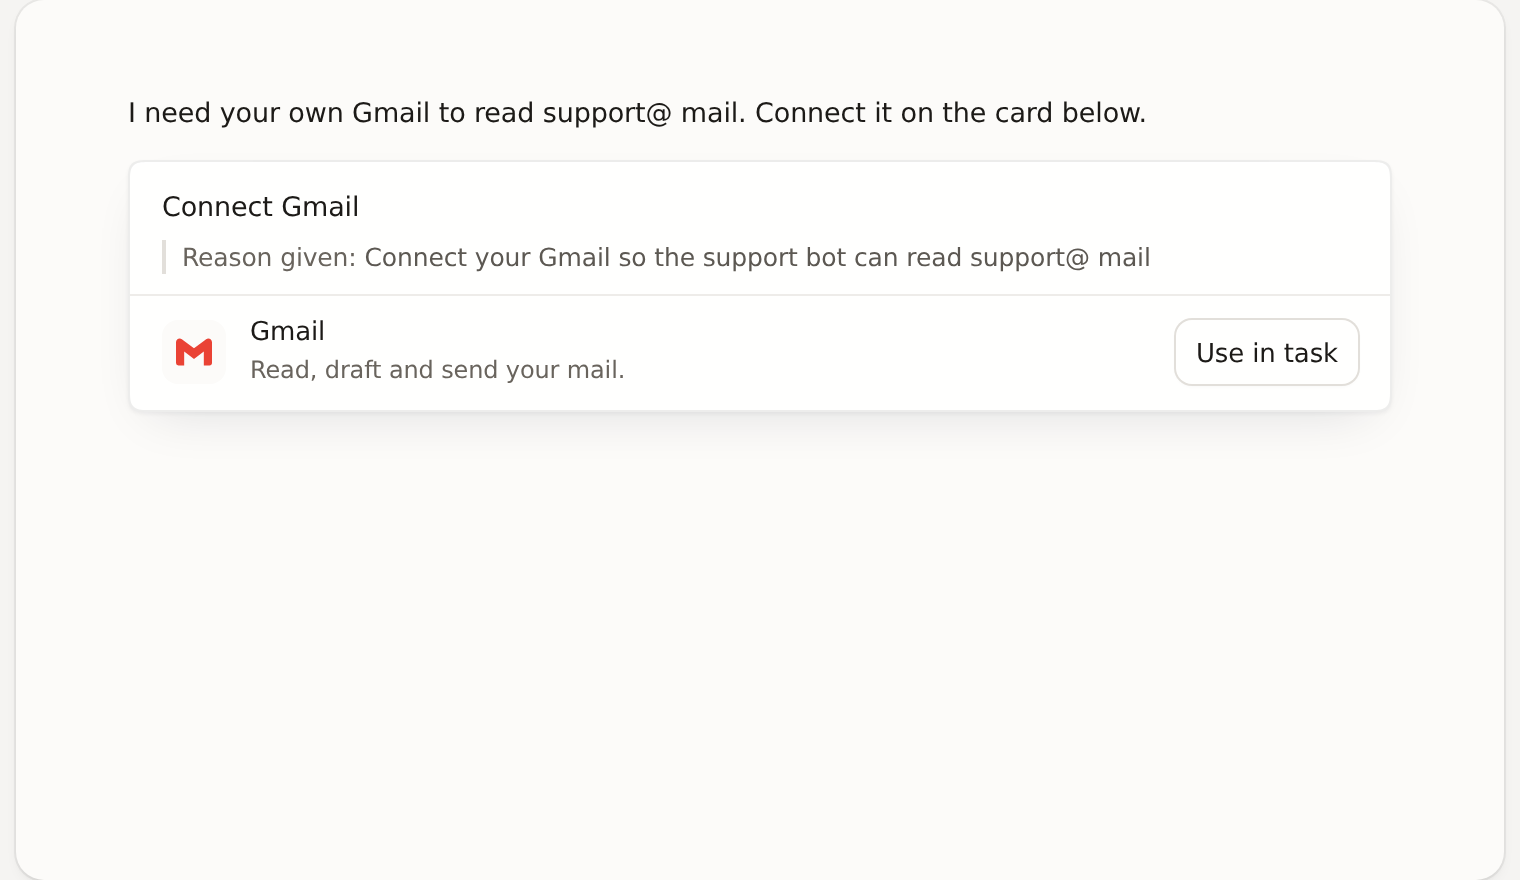 I need your own Gmail to read support@ mail. Connect it on the card below.
Connect Gmail
Reason given: Connect your Gmail so the support bot can read support@ mail
Gmail
Read, draft and send your mail.
Use in task